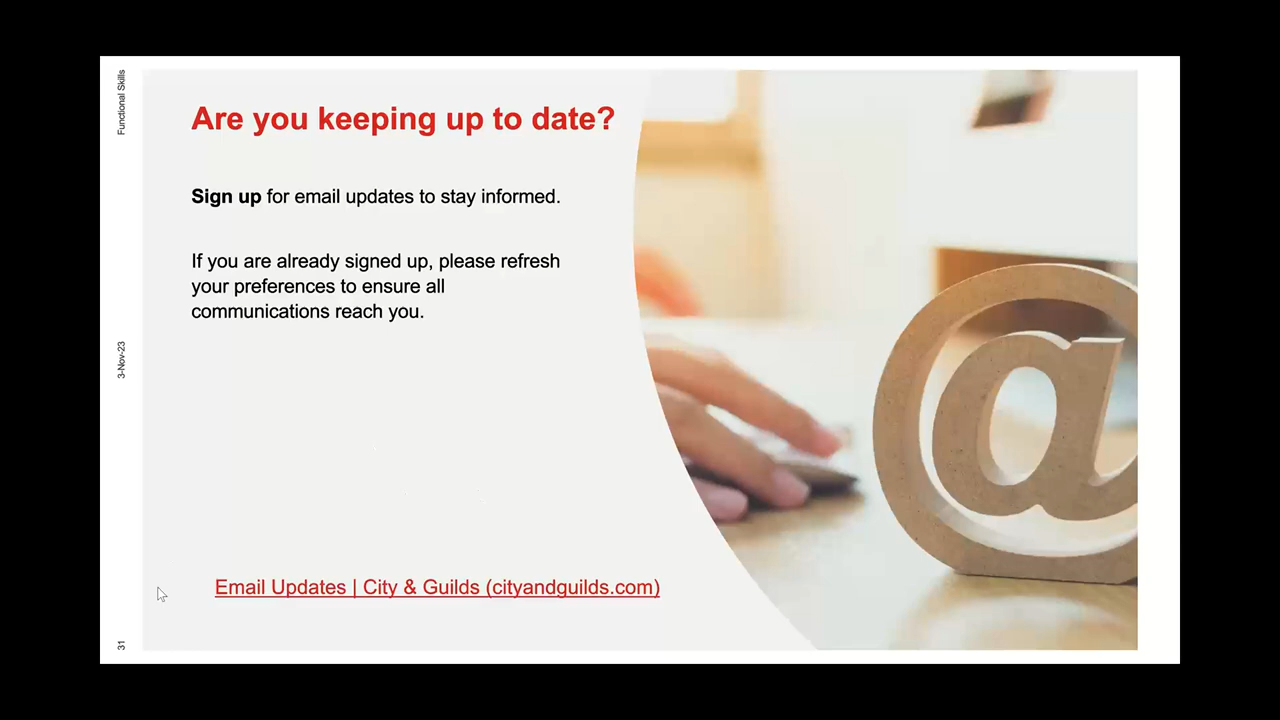 Functional Skills
Are you keeping up to date?
Sign up for email updates to stay informed.
If you are already signed up, please refresh
your preferences to ensure all
communications reach you.
3-Nov-23
@
Email Updates | City & Guilds (cityandguilds.com)
31